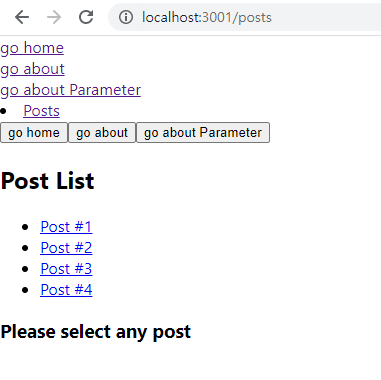 localhost:3001/posts
go home
go about
go about Parameter
Posts
go home go about go about Parameter
Post List
Post #1
Post #2
Post #3
Post #4
Please select any post